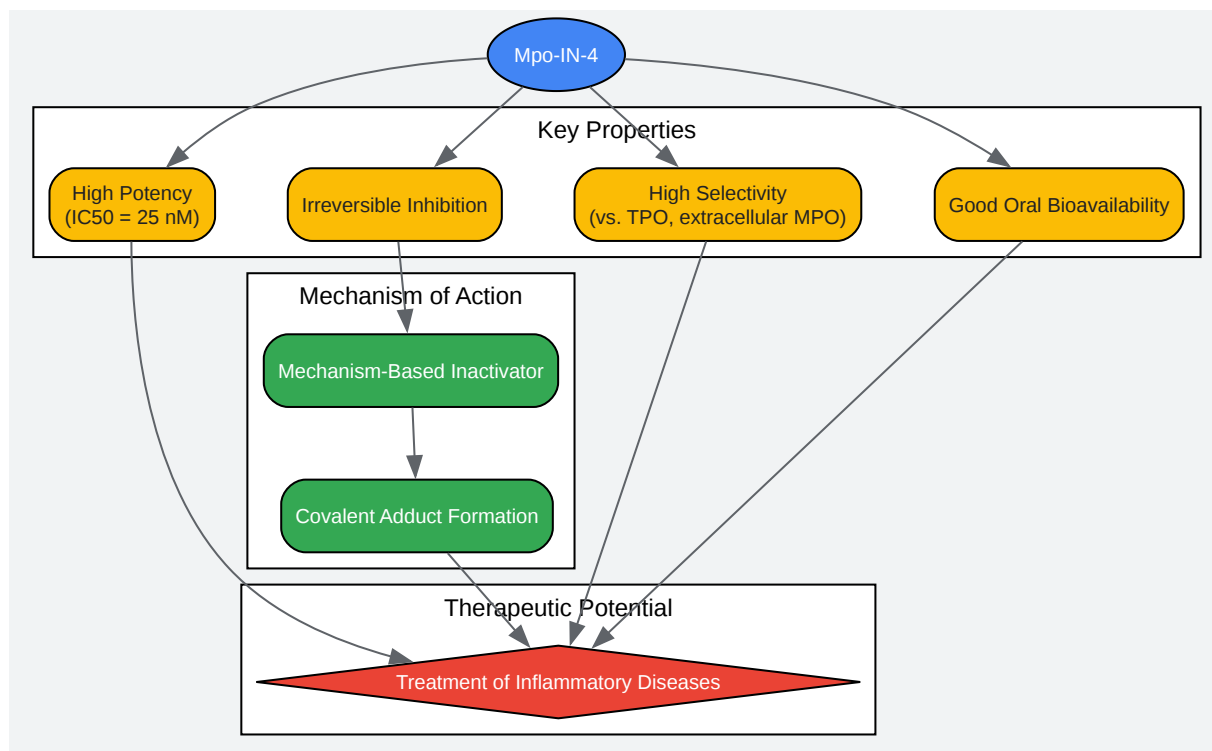 Mpo-IN-4
Key Properties
High Potency
(IC50 = 25 nM)
Irreversible Inhibition
High Selectivity
(vs. TPO, extracellular MPO)
Good Oral Bioavailability
Mechanism of Action
Mechanism-Based Inactivator
Covalent Adduct Formation
Therapeutic Potential
Treatment of Inflammatory Diseases